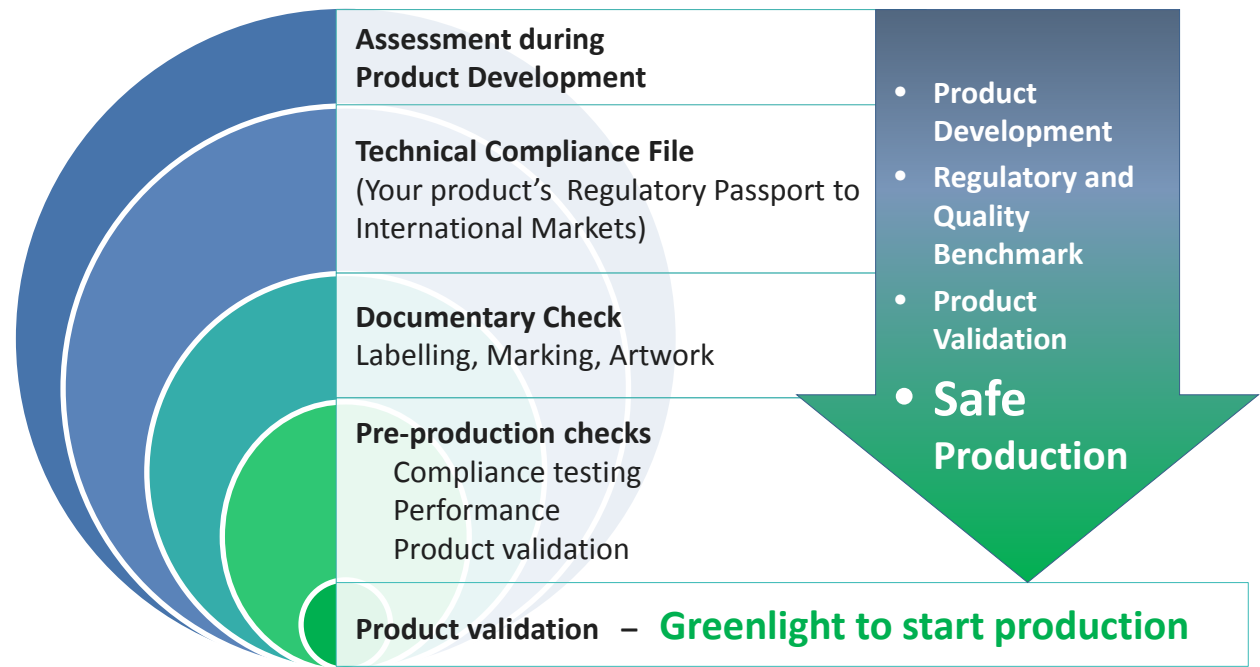 Assessment during
Product Development
Technical Compliance File
(Your product's Regulatory Passport to
International Markets)
Documentary Check
Labelling, Marking, Artwork
Pre-production checks
Compliance testing
Performance
Product validation
Product validation – Greenlight to start production
• Product
Development
• Regulatory and
Quality
Benchmark
• Product
Validation
• Safe
Production